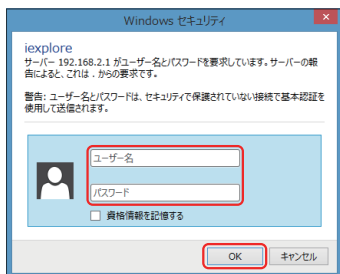 Windows セキュリティ
iexplore
サーバー 192.168.2.1 がユーザー名とパスワードを要求しています。サーバーの報
告によると、これは . からの要求です。
警告: ユーザー名とパスワードは、セキュリティで保護されていない接続で基本認証を
使用して送信されます。
ユーザー名
パスワード
資格情報を記憶する
OK
キャンセル